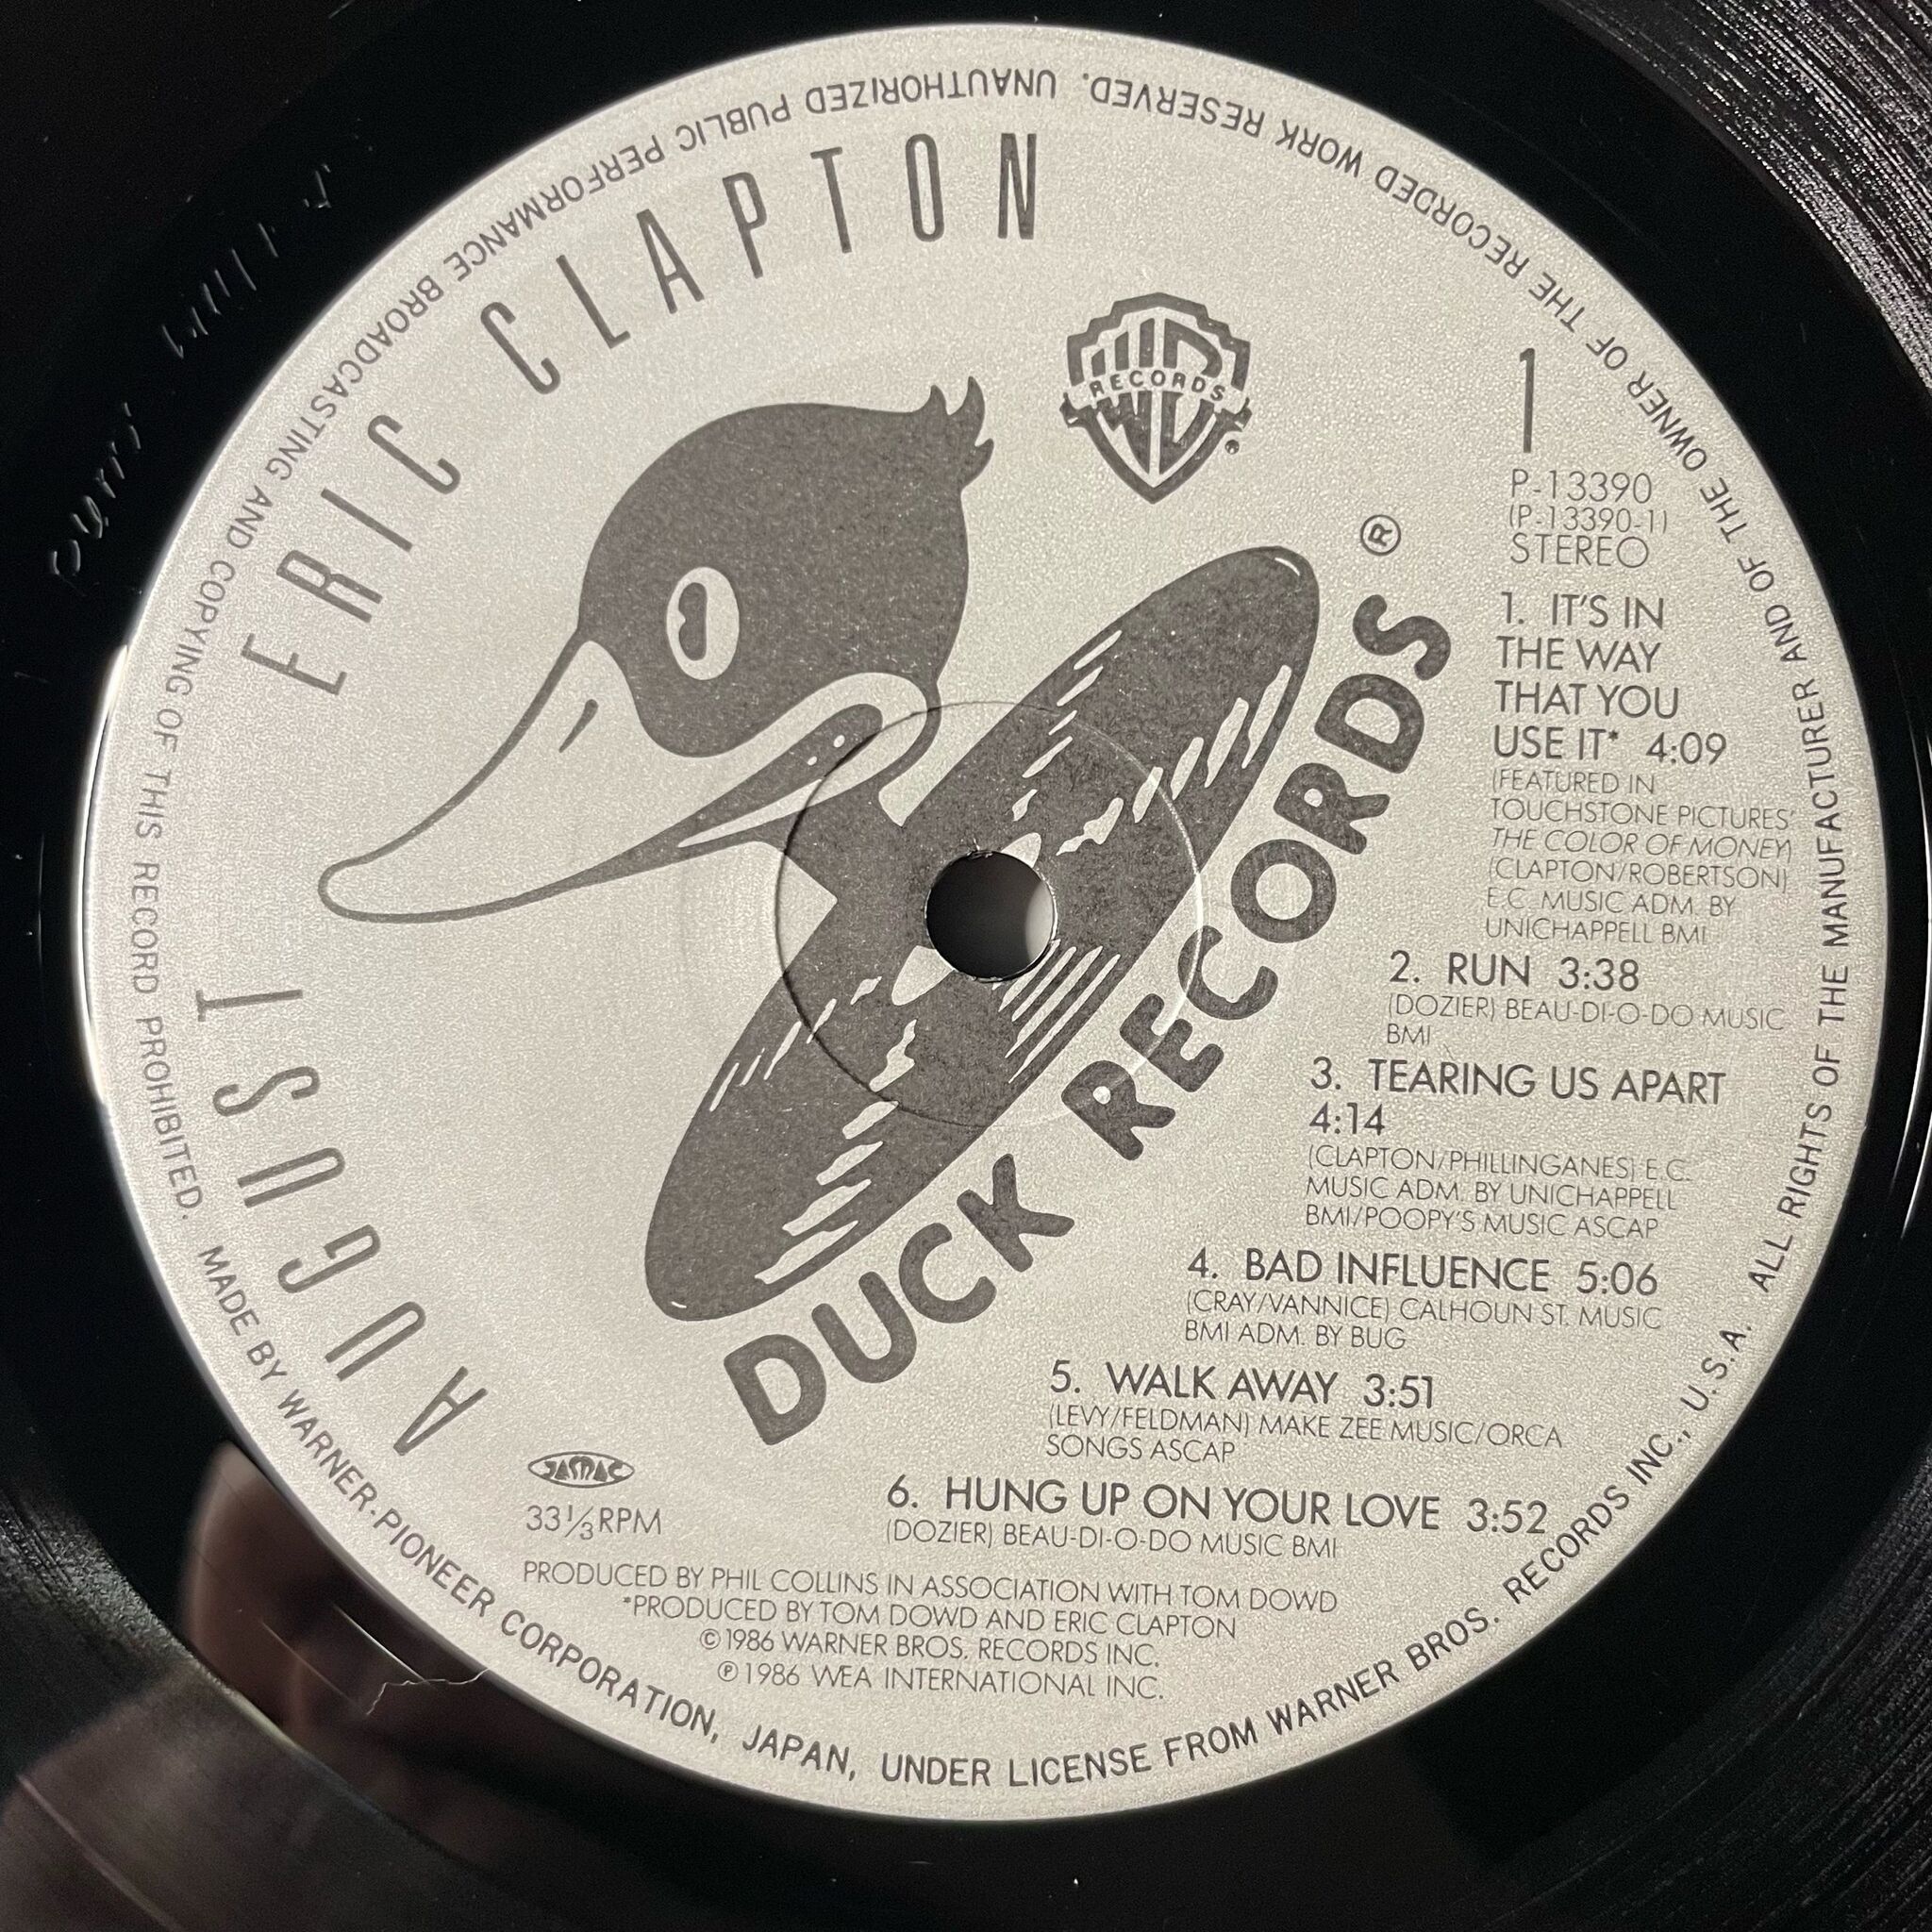 ERIC CLAPTON
AUGUST
RECORDS
DUCK RECORDS®
1
P-13390
(P-13390-1)
STEREO
1. IT'S IN
THE WAY
THAT YOU
USE IT* 4:09
(FEATURED IN
TOUCHSTONE PICTURES'
THE COLOR OF MONEY)
(CLAPTON/ROBERTSON)
E.C. MUSIC ADM. BY
UNICHAPPELL BMI
2. RUN 3:38
(DOZIER) BEAU-DI-O-DO MUSIC
BMI
3. TEARING US APART
4:14
(CLAPTON/PHILLINGANES) E.C.
MUSIC ADM. BY UNICHAPPELL
BMI/POOPY'S MUSIC ASCAP
4. BAD INFLUENCE 5:06
(CRAY/VANNICE) CALHOUN ST. MUSIC
BMI ADM. BY BUG
5. WALK AWAY 3:51
(LEVY/FELDMAN) MAKE ZEE MUSIC/ORCA
SONGS ASCAP
6. HUNG UP ON YOUR LOVE 3:52
(DOZIER) BEAU-DI-O-DO MUSIC BMI
JASRAC
33⅓RPM
PRODUCED BY PHIL COLLINS IN ASSOCIATION WITH TOM DOWD
*PRODUCED BY TOM DOWD AND ERIC CLAPTON
©1986 WARNER BROS. RECORDS INC.
℗1986 WEA INTERNATIONAL INC.
MADE BY WARNER-PIONEER CORPORATION, JAPAN, UNDER LICENSE FROM WARNER BROS. RECORDS INC., U.S.A. ALL RIGHTS OF THE MANUFACTURER AND OF THE OWNER OF THE RECORDED WORK RESERVED. UNAUTHORIZED PUBLIC PERFORMANCE BROADCASTING AND COPYING OF THIS RECORD PROHIBITED.